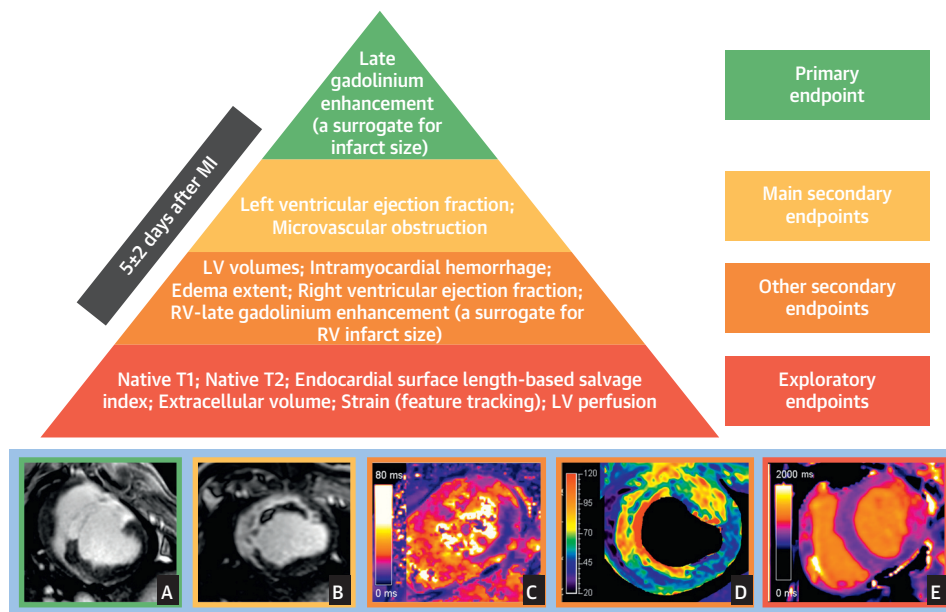 Late
gadolinium
enhancement
(a surrogate for
infarct size)
Primary
endpoint
5±2 days after MI
Left ventricular ejection fraction;
Microvascular obstruction
Main secondary
endpoints
LV volumes; Intramyocardial hemorrhage;
Edema extent; Right ventricular ejection fraction;
RV-late gadolinium enhancement (a surrogate for
RV infarct size)
Other secondary
endpoints
Native T1; Native T2; Endocardial surface length-based salvage
index; Extracellular volume; Strain (feature tracking); LV perfusion
Exploratory
endpoints
A
B
80 ms
0 ms
C
120
95
70
45
20
D
2000 ms
0 ms
E